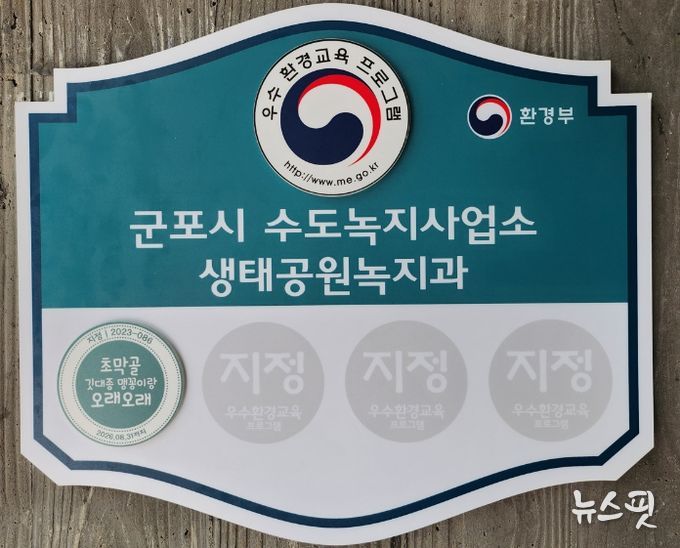 우수 환경교육 프로그램
http://www.me.go.kr
환경부
군포시 수도녹지사업소
생태공원녹지과
지정 | 2023-086
초막골
깃대종 맹꽁이랑
오래오래
2026.08.31까지
지정
우수환경교육
프로그램
지정
우수환경교육
프로그램
지정
우수환경교육
프로그램
뉴스핏